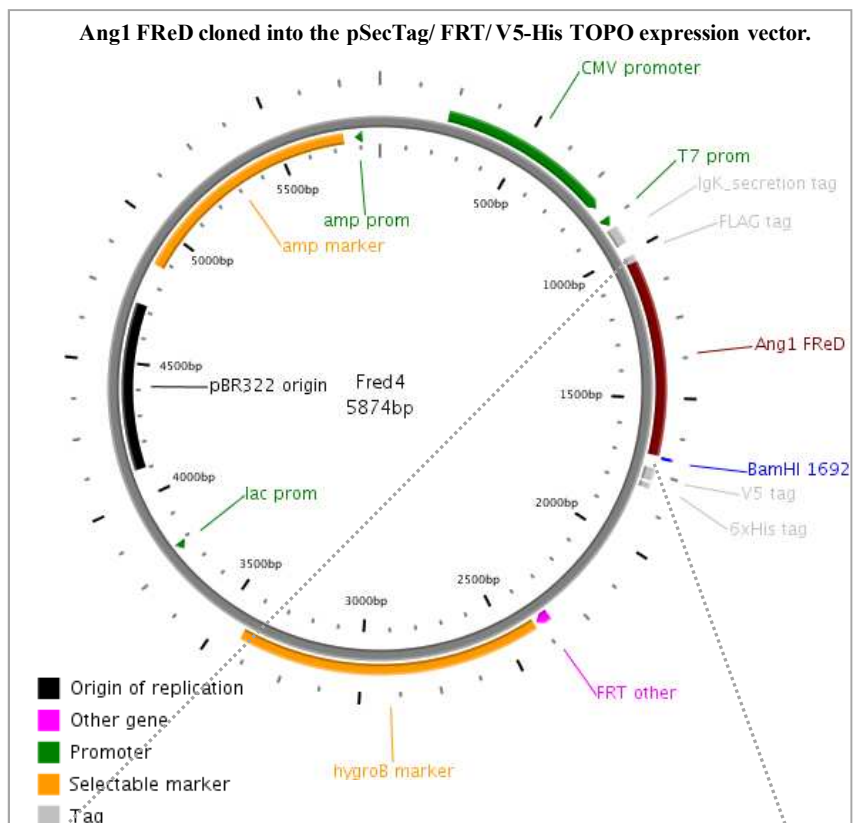 Ang1 FReD cloned into the pSecTag/ FRT/ V5-His TOPO expression vector.
CMV promoter
T7 prom
IgK_secretion tag
FLAG tag
5500bp
500bp
amp prom
amp marker
5000bp
1000bp
Ang1 FReD
4500bp
pBR322 origin
Fred4
5874bp
1500bp
BamHI 1692
4000bp
V5 tag
lac prom
2000bp
6xHis tag
3500bp
3000bp
2500bp
Origin of replication
FRT other
Other gene
Promoter
hygroB marker
Selectable marker
Tag